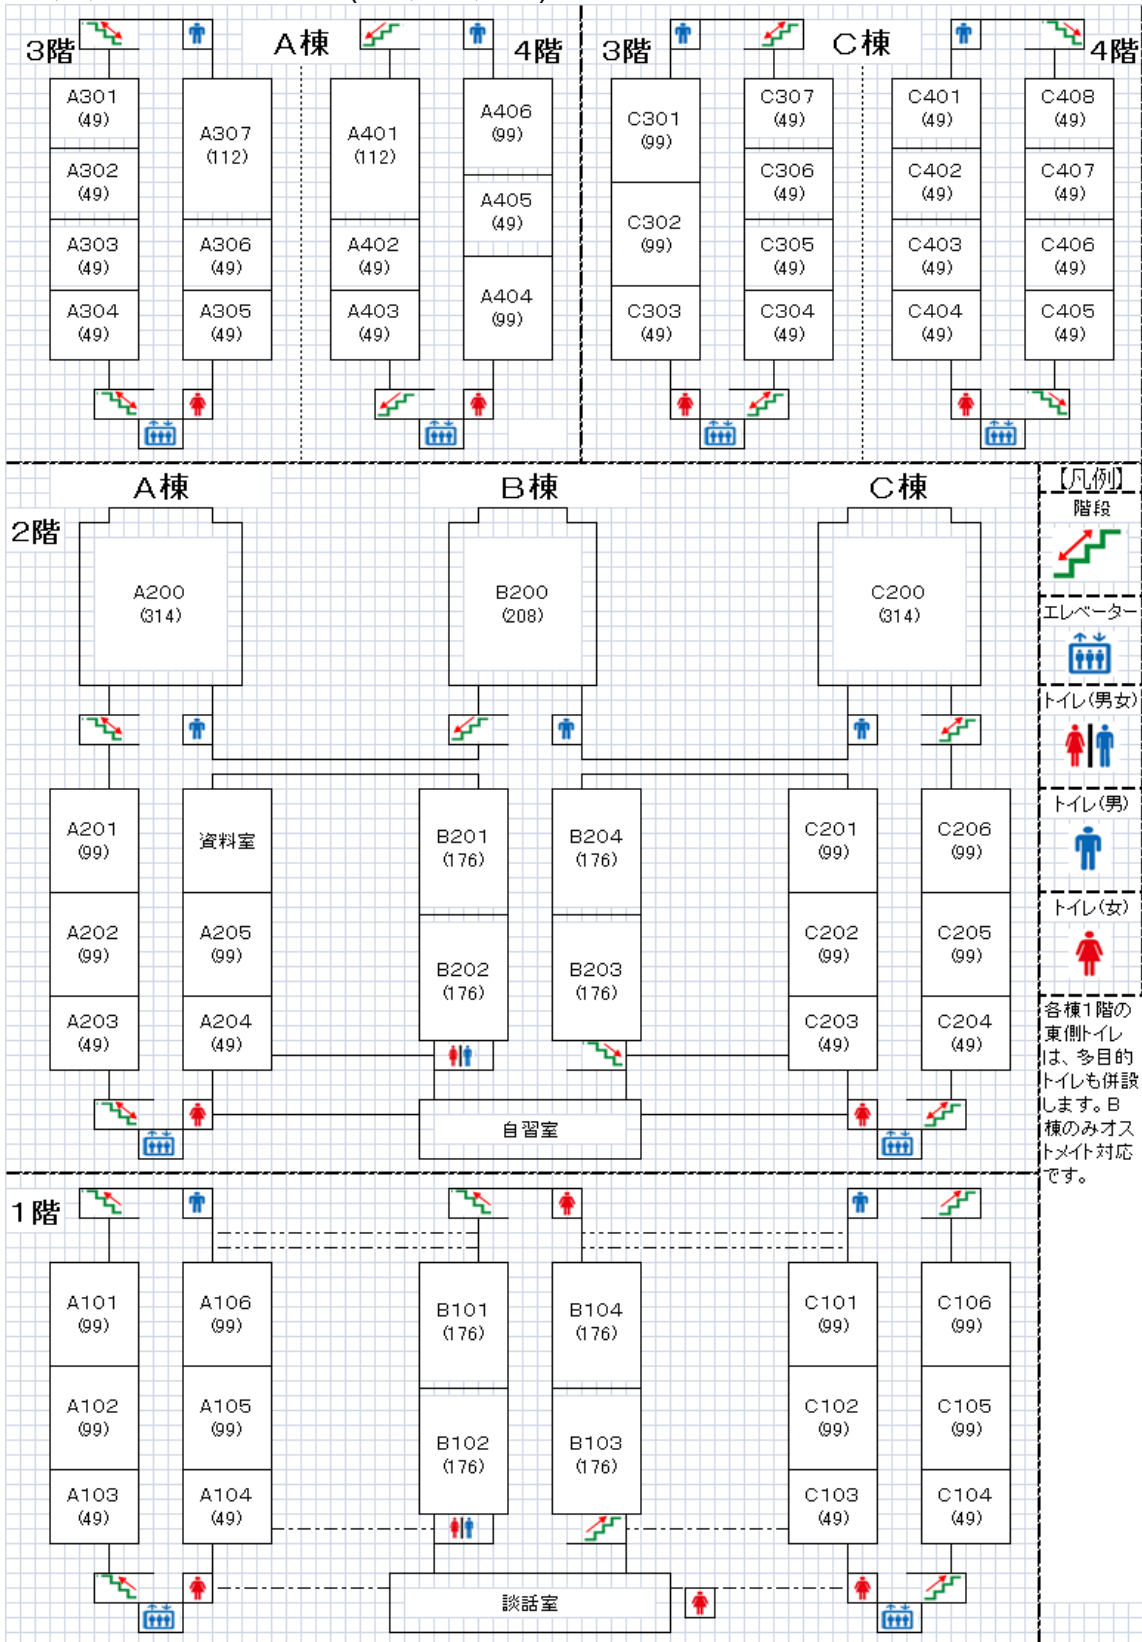 3階
A棟
4階
A301
(49)
A302
(49)
A303
(49)
A304
(49)
A307
(112)
A306
(49)
A305
(49)
A401
(112)
A402
(49)
A403
(49)
A406
(99)
A405
(49)
A404
(99)
3階
C棟
4階
C301
(99)
C302
(99)
C303
(49)
C307
(49)
C306
(49)
C305
(49)
C304
(49)
C401
(49)
C402
(49)
C403
(49)
C404
(49)
C408
(49)
C407
(49)
C406
(49)
C405
(49)
2階
A棟
B棟
C棟
A200
(314)
B200
(208)
C200
(314)
A201
(99)
A202
(99)
A203
(49)
資料室
A205
(99)
A204
(49)
B201
(176)
B202
(176)
B204
(176)
B203
(176)
C201
(99)
C202
(99)
C203
(49)
C206
(99)
C205
(99)
C204
(49)
自習室
【凡例】
階段
エレベーター
トイレ(男女)
トイレ(男)
トイレ(女)
各棟1階の
東側トイレ
は、多目的
トイレも併設
します。B
棟のみオス
トメイト対応
です。
1階
A101
(99)
A102
(99)
A103
(49)
A106
(99)
A105
(99)
A104
(49)
B101
(176)
B102
(176)
B104
(176)
B103
(176)
C101
(99)
C102
(99)
C103
(49)
C106
(99)
C105
(99)
C104
(49)
談話室